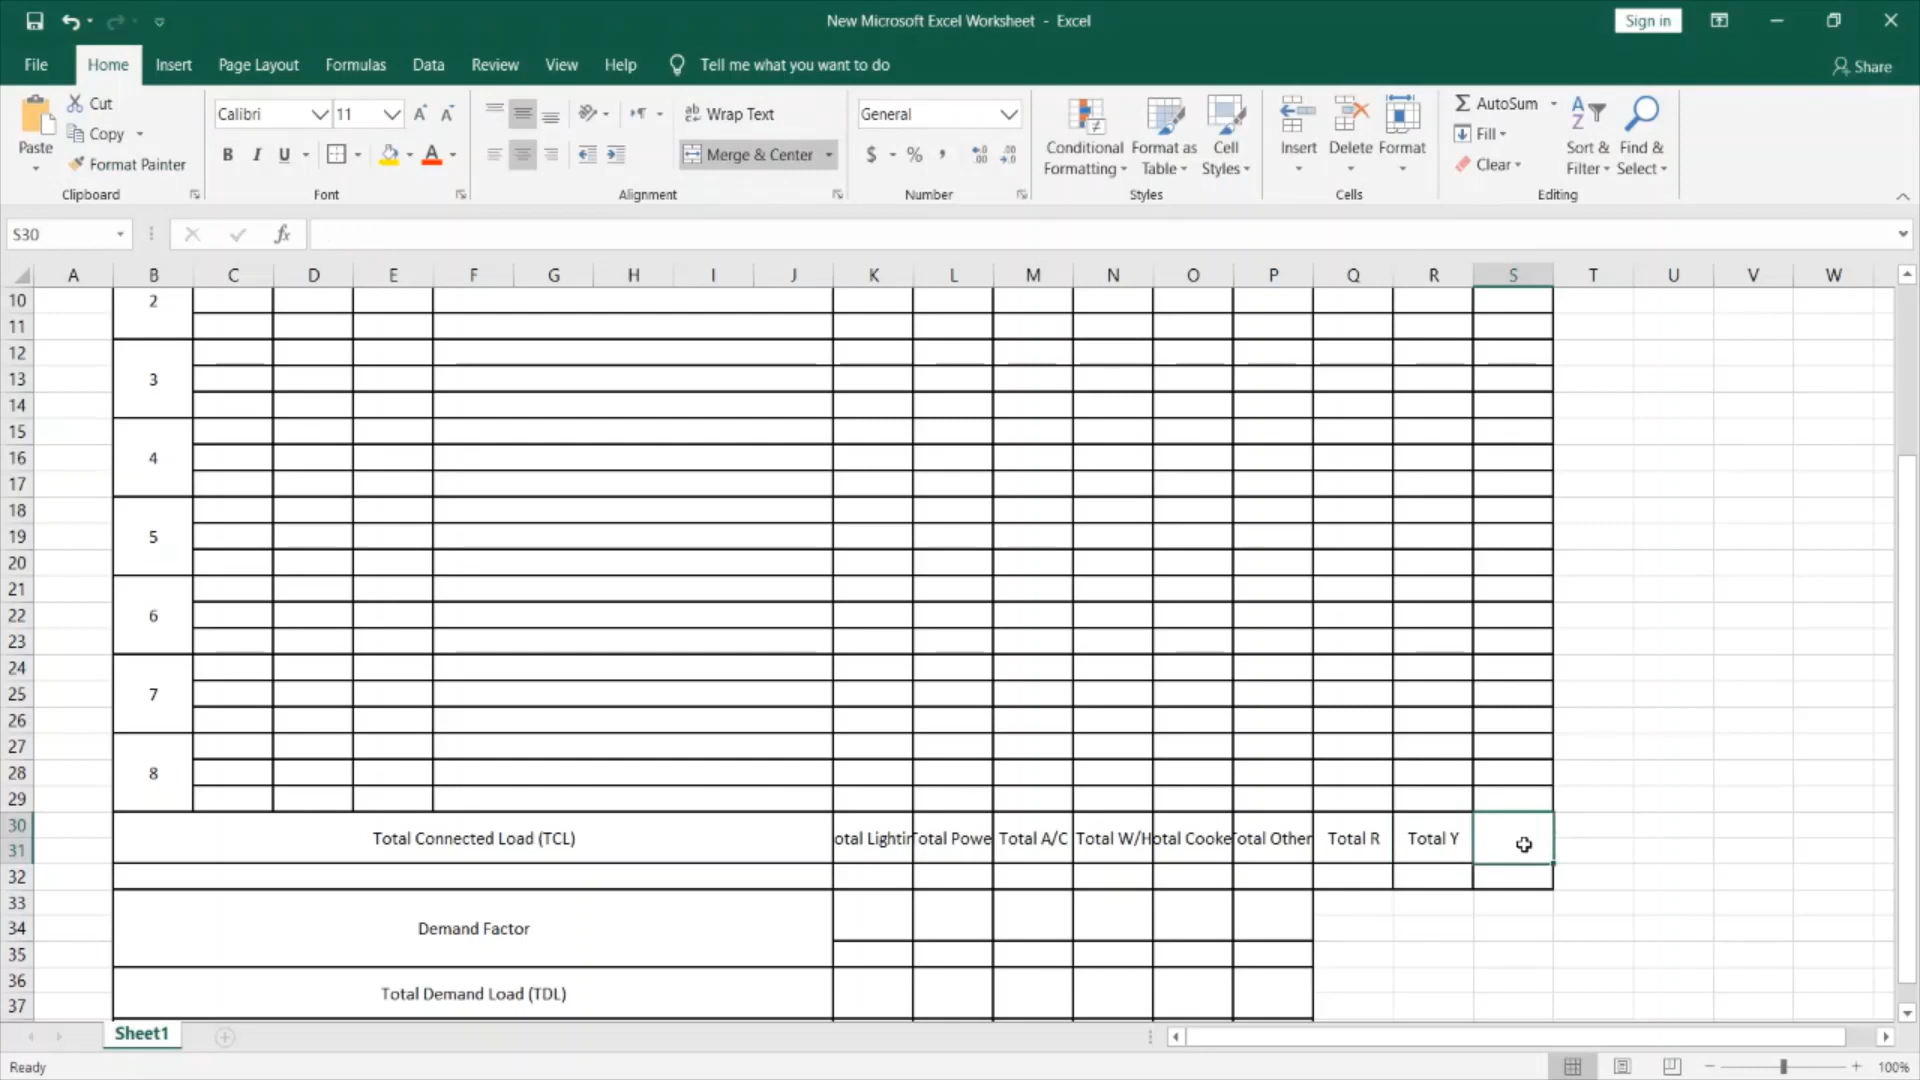 New Microsoft Excel Worksheet - Excel
Sign in
File Home Insert Page Layout Formulas Data Review View Help Tell me what you want to do
Share
Paste
Cut
Copy
Format Painter
Clipboard
Calibri 11
B I U
Font
Wrap Text
Merge & Center
Alignment
General
$ % ,
Number
Conditional Formatting
Format as Table
Cell Styles
Styles
Insert
Delete
Format
Cells
AutoSum
Fill
Clear
Sort & Filter
Find & Select
Editing
S30
fx
A B C D E F G H I J K L M N O P Q R S T U V W
10 2
11
12
13 3
14
15
16 4
17
18
19 5
20
21
22 6
23
24
25 7
26
27
28 8
29
30
Total Connected Load (TCL) otal Lightin Total Powe Total A/C Total W/H otal Cooke Total Other Total R Total Y
31
32
33
34 Demand Factor
35
36
Total Demand Load (TDL)
37
Sheet1
Ready
100%